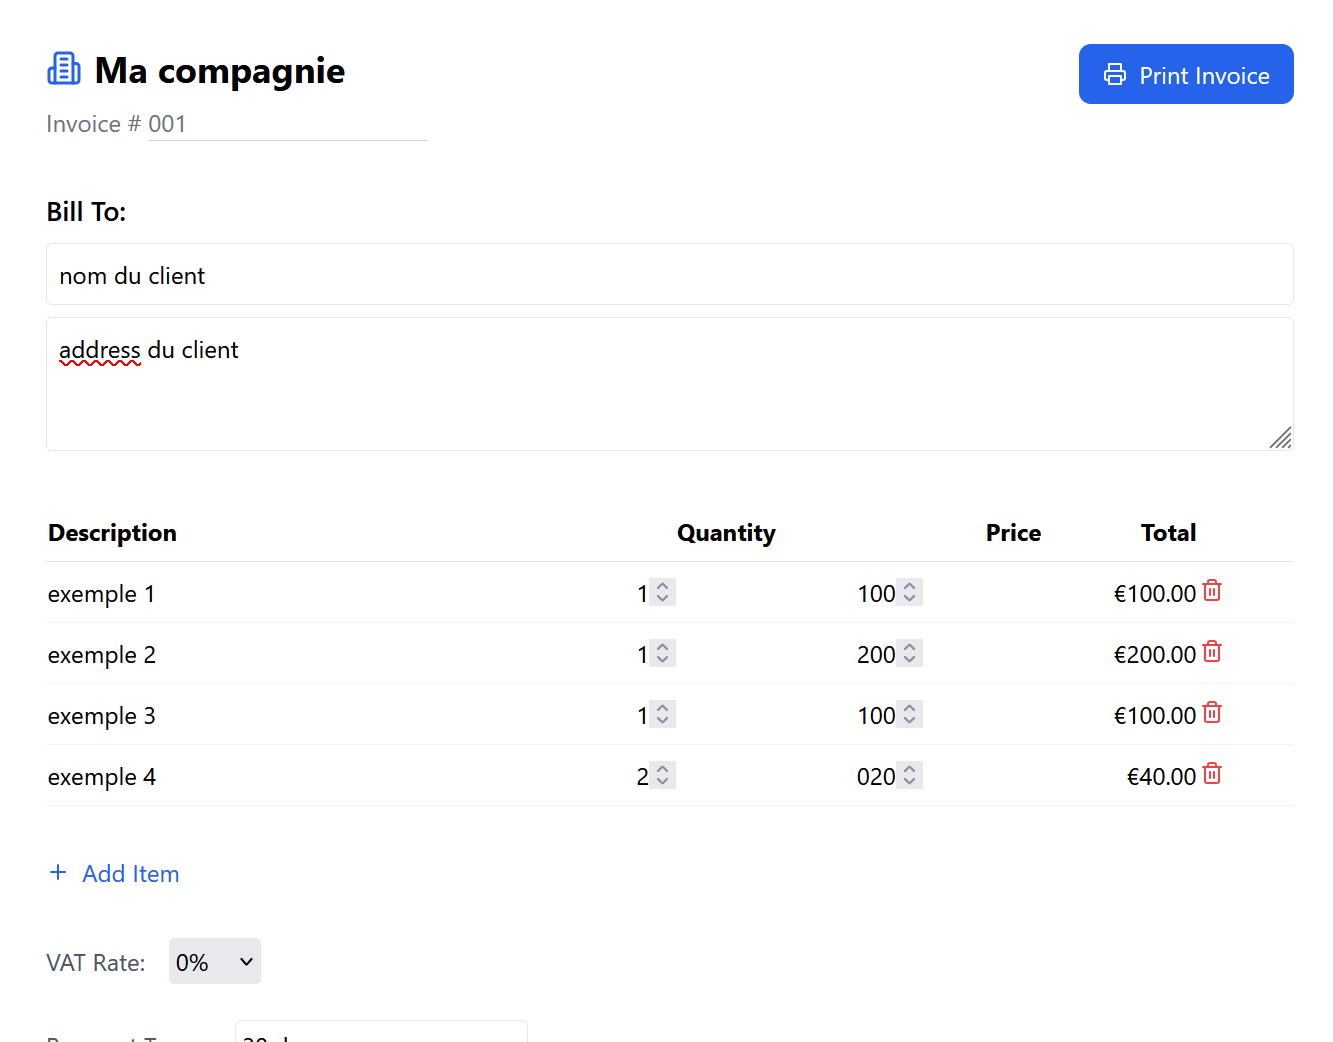 Ma compagnie
Print Invoice
Invoice # 001
Bill To:
nom du client
address du client
Description Quantity Price Total
exemple 1 1 100 €100.00
exemple 2 1 200 €200.00
exemple 3 1 100 €100.00
exemple 4 2 020 €40.00
+ Add Item
VAT Rate: 0%